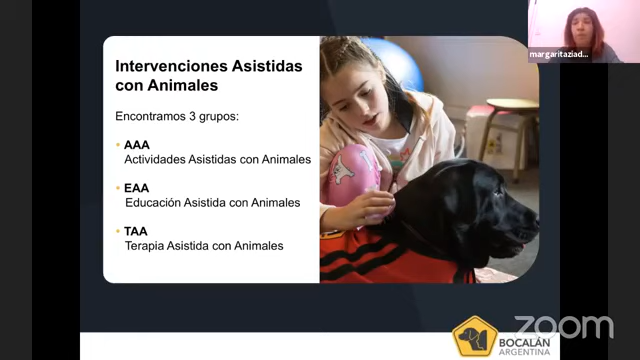 margaritaziad...
Intervenciones Asistidas
con Animales
Encontramos 3 grupos:
• AAA
Actividades Asistidas con Animales
• EAA
Educación Asistida con Animales
• TAA
Terapia Asistida con Animales
BOCALÁN
ARGENTINA
zoom